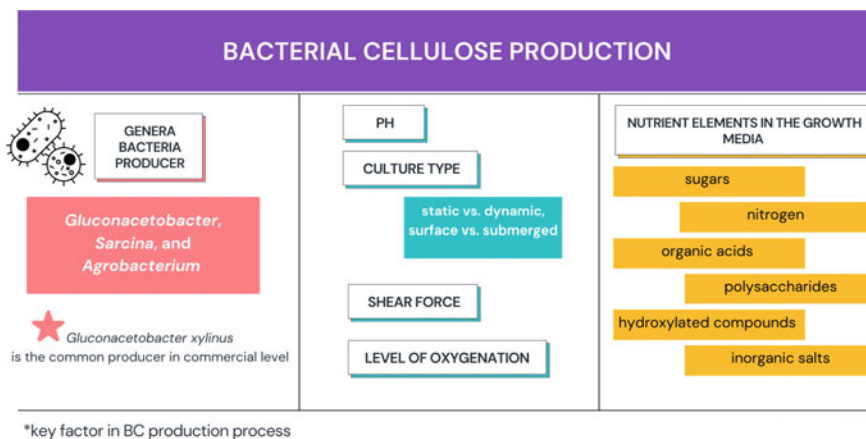 BACTERIAL CELLULOSE PRODUCTION
GENERA
BACTERIA
PRODUCER
Gluconacetobacter,
Sarcina, and
Agrobacterium
Gluconacetobacter xylinus
is the common producer in commercial level
PH
CULTURE TYPE
static vs. dynamic,
surface vs. submerged
SHEAR FORCE
LEVEL OF OXYGENATION
NUTRIENT ELEMENTS IN THE GROWTH
MEDIA
sugars
nitrogen
organic acids
polysaccharides
hydroxylated compounds
inorganic salts
*key factor in BC production process